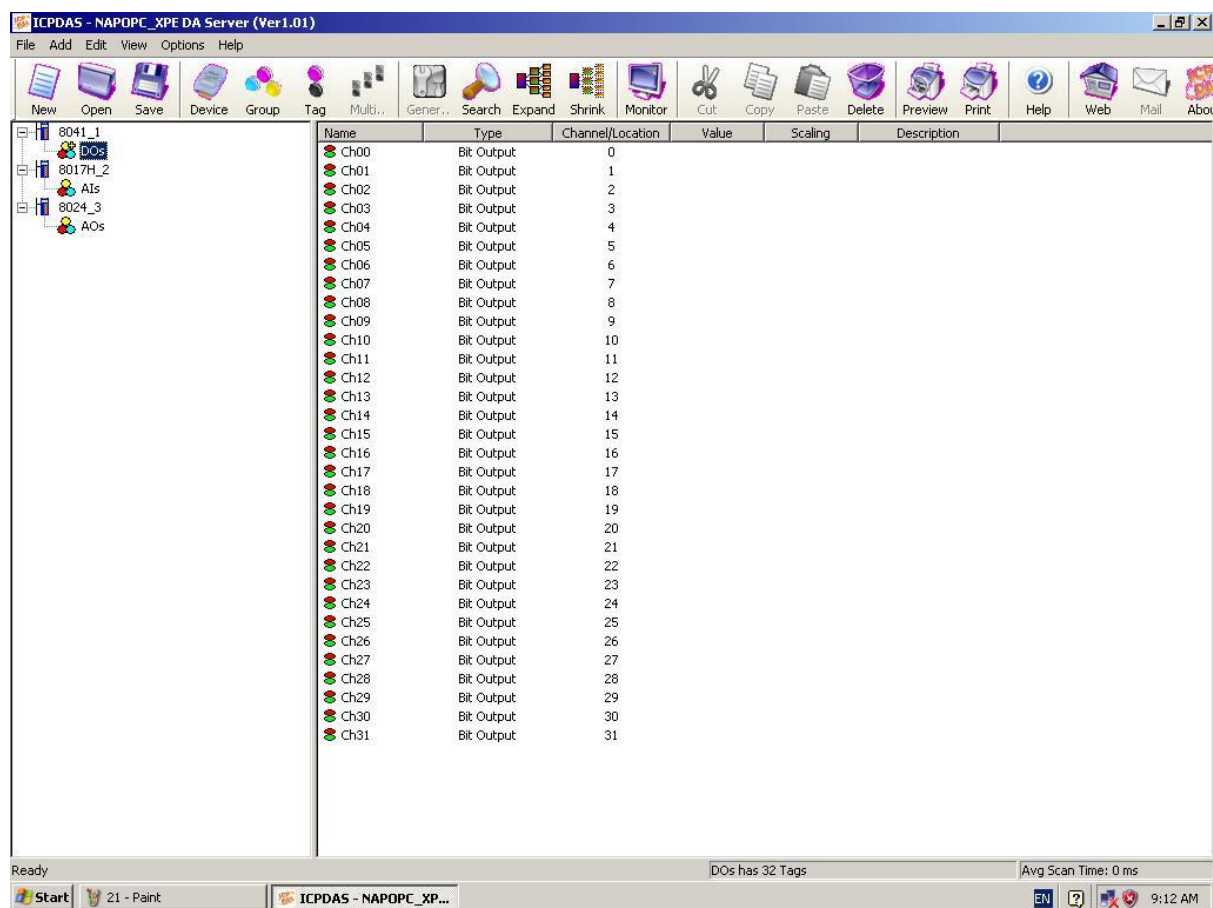 ICPDAS - NAPOPC_XPE DA Server (Ver1.01)
File Add Edit View Options Help
New Open Save Device Group Tag Multi.. Gener.. Search Expand Shrink Monitor Cut Copy Paste Delete Preview Print Help Web Mail Abou
8041_1
DOs
8017H_2
AIs
8024_3
AOs
Name Type Channel/Location Value Scaling Description
Ch00 Bit Output 0
Ch01 Bit Output 1
Ch02 Bit Output 2
Ch03 Bit Output 3
Ch04 Bit Output 4
Ch05 Bit Output 5
Ch06 Bit Output 6
Ch07 Bit Output 7
Ch08 Bit Output 8
Ch09 Bit Output 9
Ch10 Bit Output 10
Ch11 Bit Output 11
Ch12 Bit Output 12
Ch13 Bit Output 13
Ch14 Bit Output 14
Ch15 Bit Output 15
Ch16 Bit Output 16
Ch17 Bit Output 17
Ch18 Bit Output 18
Ch19 Bit Output 19
Ch20 Bit Output 20
Ch21 Bit Output 21
Ch22 Bit Output 22
Ch23 Bit Output 23
Ch24 Bit Output 24
Ch25 Bit Output 25
Ch26 Bit Output 26
Ch27 Bit Output 27
Ch28 Bit Output 28
Ch29 Bit Output 29
Ch30 Bit Output 30
Ch31 Bit Output 31
Ready DOs has 32 Tags Avg Scan Time: 0 ms
Start 21 - Paint ICPDAS - NAPOPC_XP... EN 9:12 AM